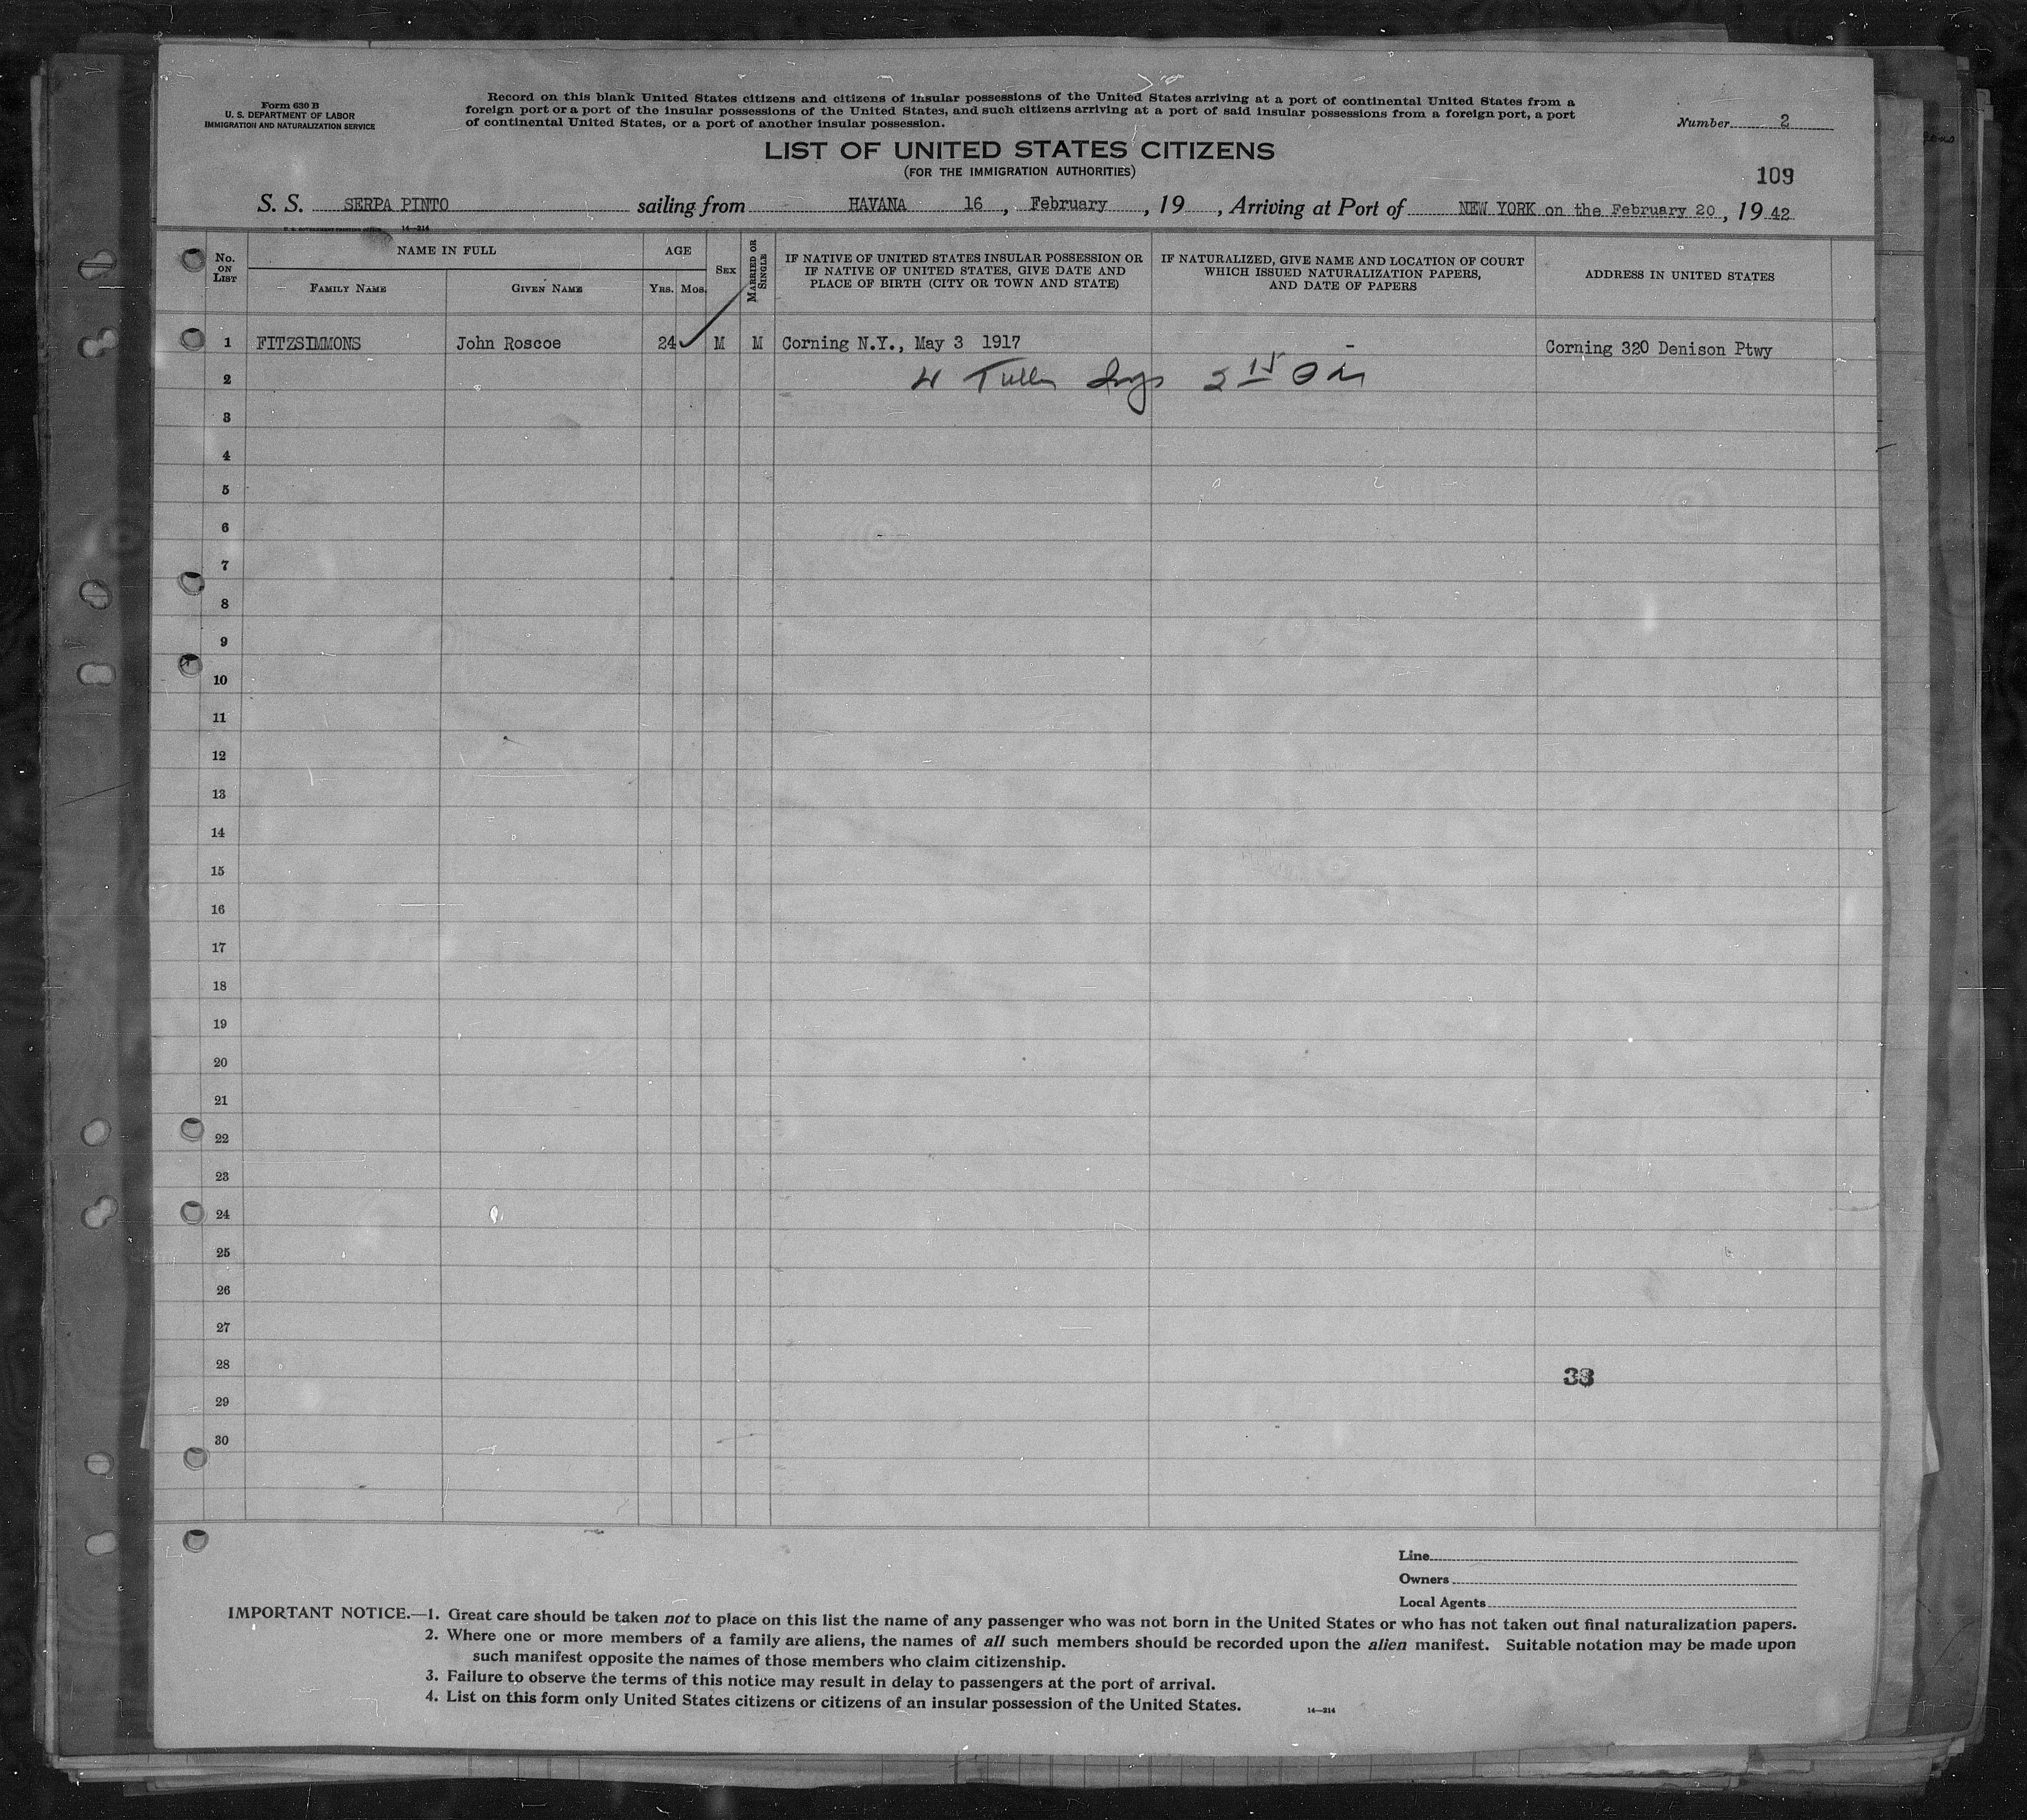 Form 630 B
U. S. DEPARTMENT OF LABOR
IMMIGRATION AND NATURALIZATION SERVICE
Record on this blank United States citizens and citizens of insular possessions of the United States arriving at a port of continental United States from a
foreign port or a port of the insular possessions of the United States, and such citizens arriving at a port of said insular possessions from a foreign port, a port
of continental United States, or a port of another insular possession.
Number 2
LIST OF UNITED STATES CITIZENS
(FOR THE IMMIGRATION AUTHORITIES)
109
S. S. SERPA PINTO sailing from HAVANA 16, February, 19 , Arriving at Port of NEW YORK on the February 20, 19 42
14—214
No. ON LIST
NAME IN FULL
FAMILY NAME
GIVEN NAME
AGE
YRS. MOS.
SEX
MARRIED OR SINGLE
IF NATIVE OF UNITED STATES INSULAR POSSESSION OR
IF NATIVE OF UNITED STATES, GIVE DATE AND
PLACE OF BIRTH (CITY OR TOWN AND STATE)
IF NATURALIZED, GIVE NAME AND LOCATION OF COURT
WHICH ISSUED NATURALIZATION PAPERS,
AND DATE OF PAPERS
ADDRESS IN UNITED STATES
1 FITZSIMMONS John Roscoe 24 M M Corning N.Y., May 3 1917 - Corning 320 Denison Ptwy
2
3
4
5
6
7
8
9
10
11
12
13
14
15
16
17
18
19
20
21
22
23
24
25
26
27
28
33
29
30
Line
Owners
Local Agents
IMPORTANT NOTICE.—1. Great care should be taken not to place on this list the name of any passenger who was not born in the United States or who has not taken out final naturalization papers.
2. Where one or more members of a family are aliens, the names of all such members should be recorded upon the alien manifest. Suitable notation may be made upon
such manifest opposite the names of those members who claim citizenship.
3. Failure to observe the terms of this notice may result in delay to passengers at the port of arrival.
4. List on this form only United States citizens or citizens of an insular possession of the United States.
14—214